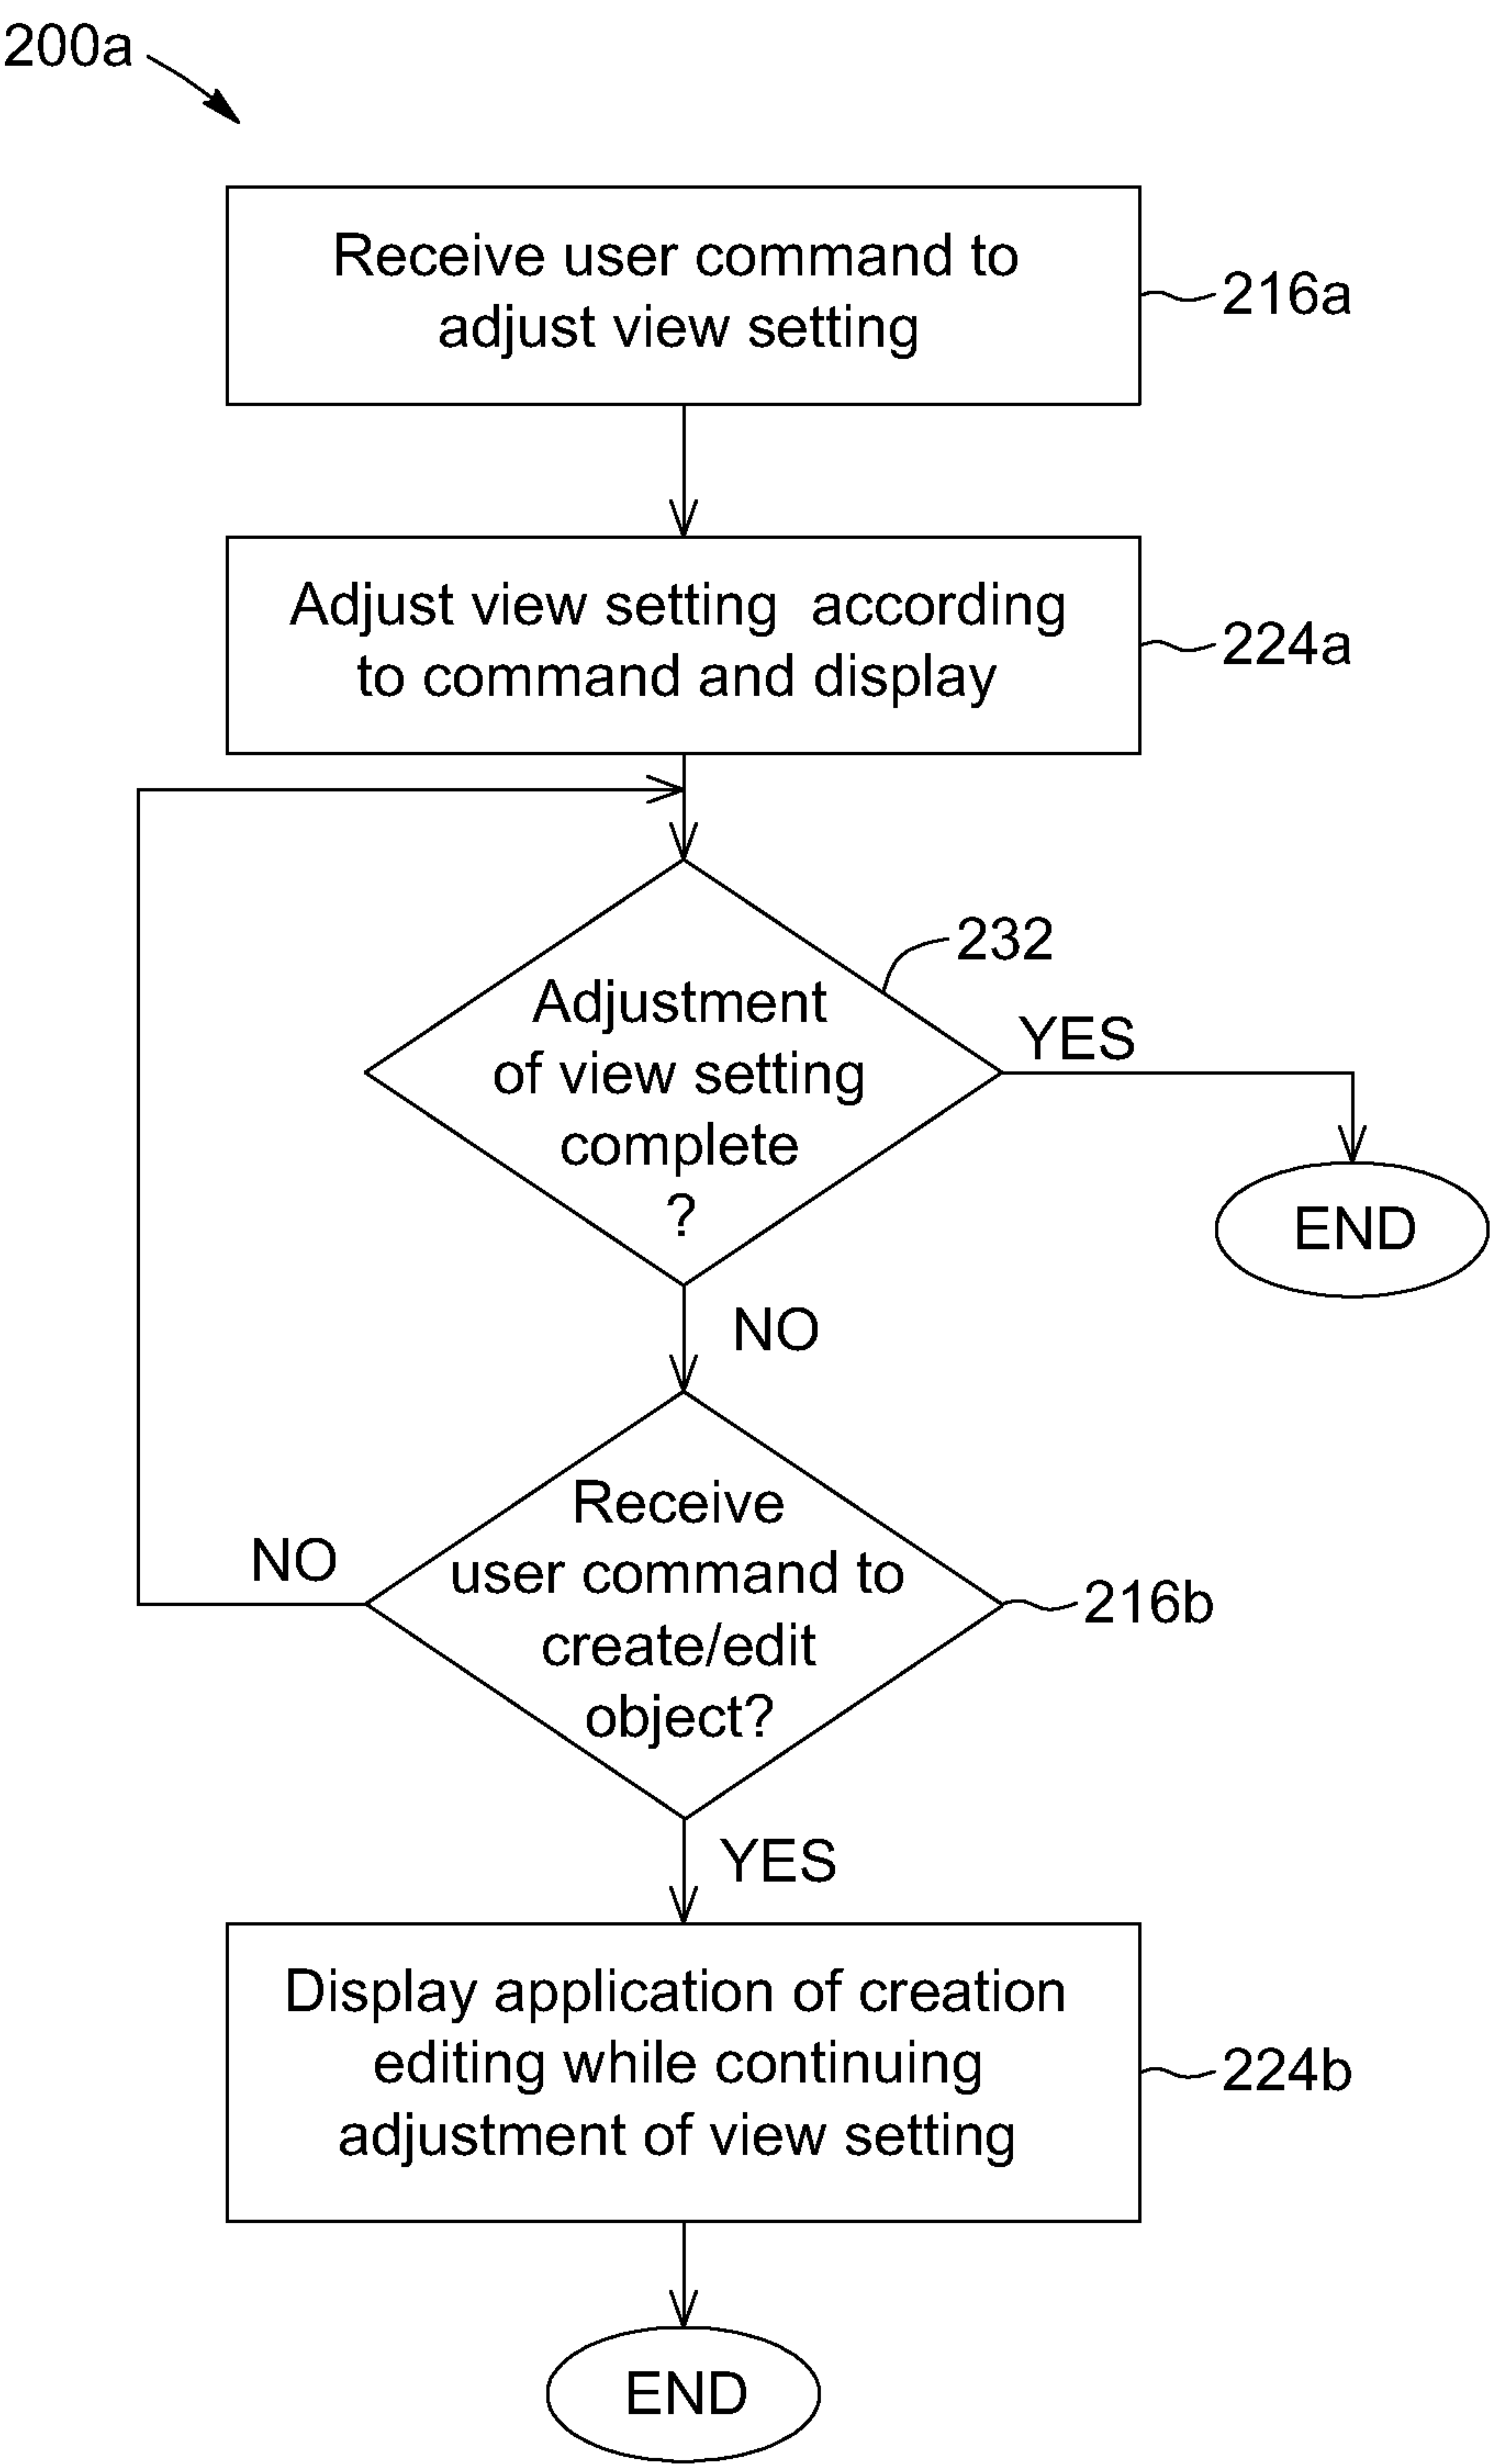 200a
Receive user command to
adjust view setting
216a
Adjust view setting according
to command and display
224a
232
Adjustment
of view setting
complete
?
YES
END
NO
Receive
user command to
create/edit
object?
NO
216b
YES
Display application of creation
editing while continuing
adjustment of view setting
224b
END